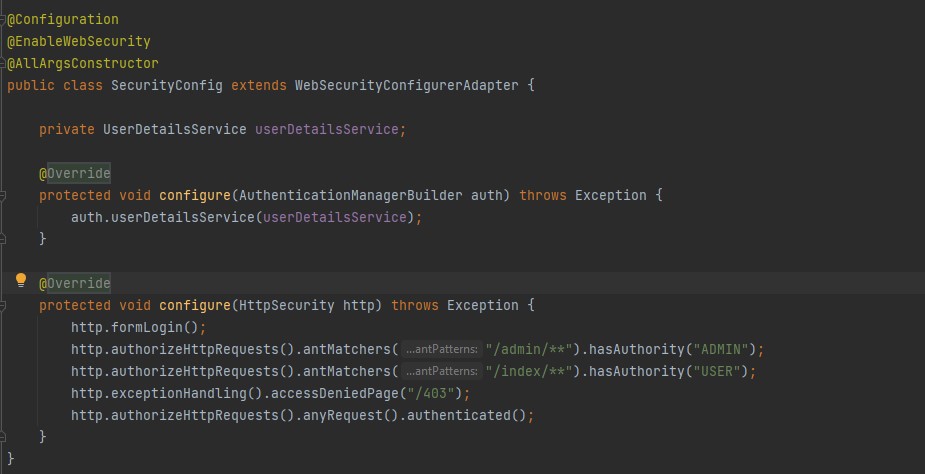 @Configuration
@EnableWebSecurity
@AllArgsConstructor
public class SecurityConfig extends WebSecurityConfigurerAdapter {
private UserDetailsService userDetailsService;
@Override
protected void configure(AuthenticationManagerBuilder auth) throws Exception {
auth.userDetailsService(userDetailsService);
}
@Override
protected void configure(HttpSecurity http) throws Exception {
http.formLogin();
http.authorizeHttpRequests().antMatchers( ...antPatterns: "/admin/**").hasAuthority("ADMIN");
http.authorizeHttpRequests().antMatchers( ...antPatterns: "/index/**").hasAuthority("USER");
http.exceptionHandling().accessDeniedPage("/403");
http.authorizeHttpRequests().anyRequest().authenticated();
}
}